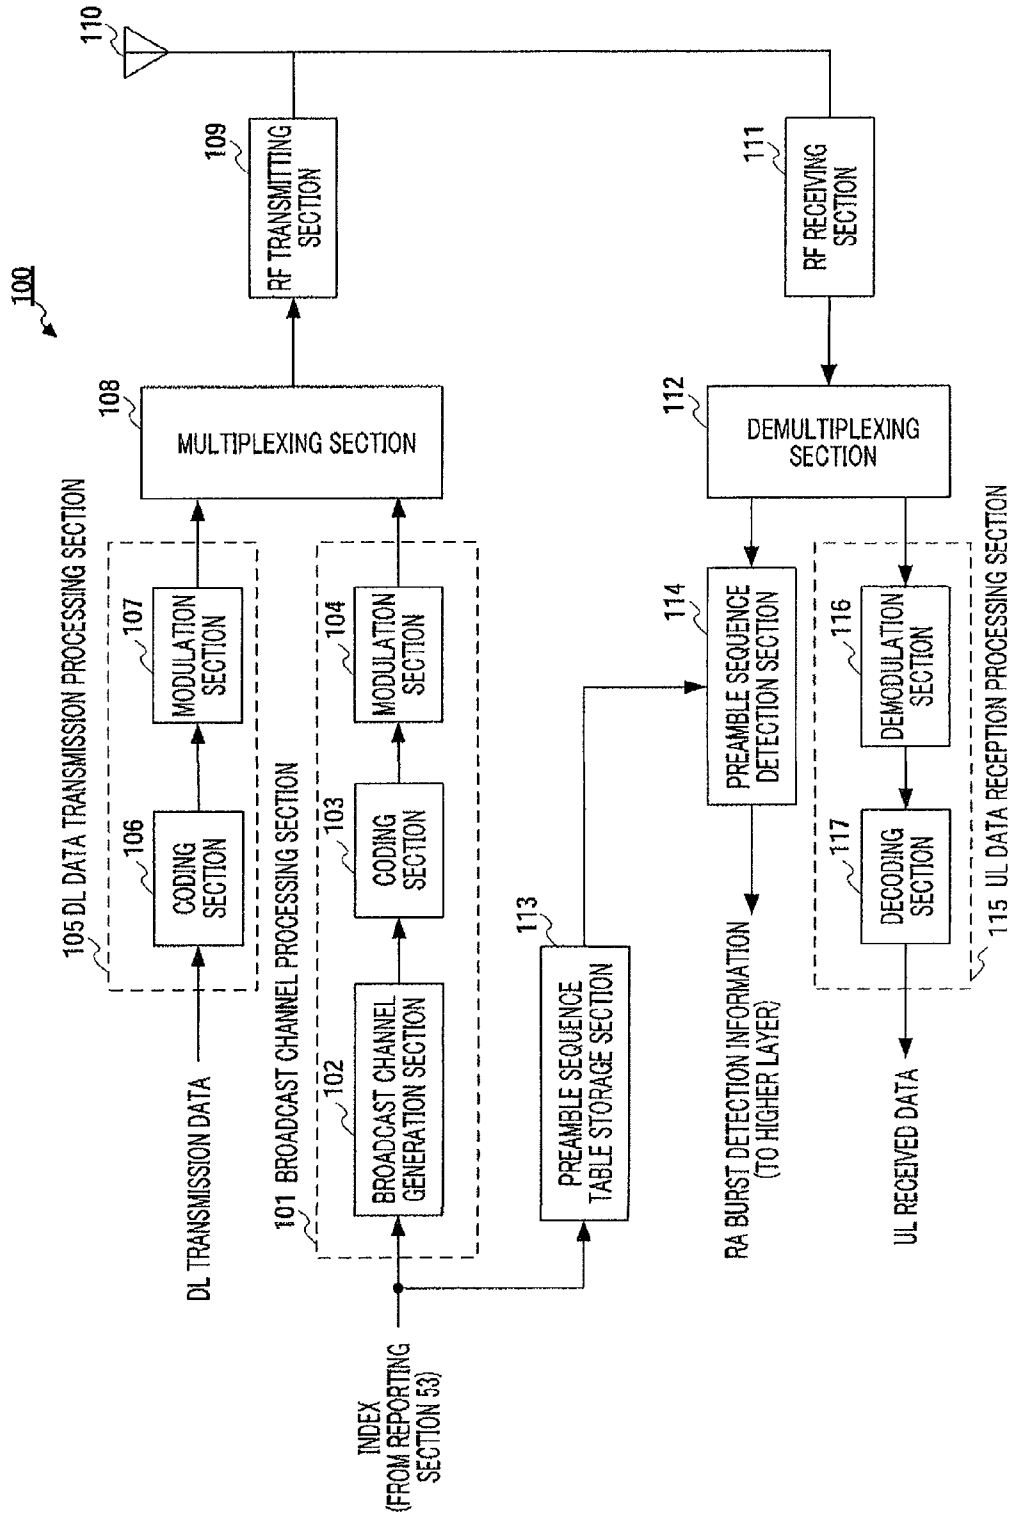 100
110
109
RF TRANSMITTING
SECTION
108
MULTIPLEXING SECTION
105 DL DATA TRANSMISSION PROCESSING SECTION
107
MODULATION
SECTION
106
CODING
SECTION
DL TRANSMISSION DATA
101 BROADCAST CHANNEL PROCESSING SECTION
104
MODULATION
SECTION
103
CODING
SECTION
102
BROADCAST CHANNEL
GENERATION SECTION
INDEX
(FROM REPORTING
SECTION 53)
113
PREAMBLE SEQUENCE
TABLE STORAGE SECTION
111
RF RECEIVING
SECTION
112
DEMULTIPLEXING
SECTION
114
PREAMBLE SEQUENCE
DETECTION SECTION
RA BURST DETECTION INFORMATION
(TO HIGHER LAYER)
116
DEMODULATION
SECTION
117
DECODING
SECTION
115 UL DATA RECEPTION PROCESSING SECTION
UL RECEIVED DATA